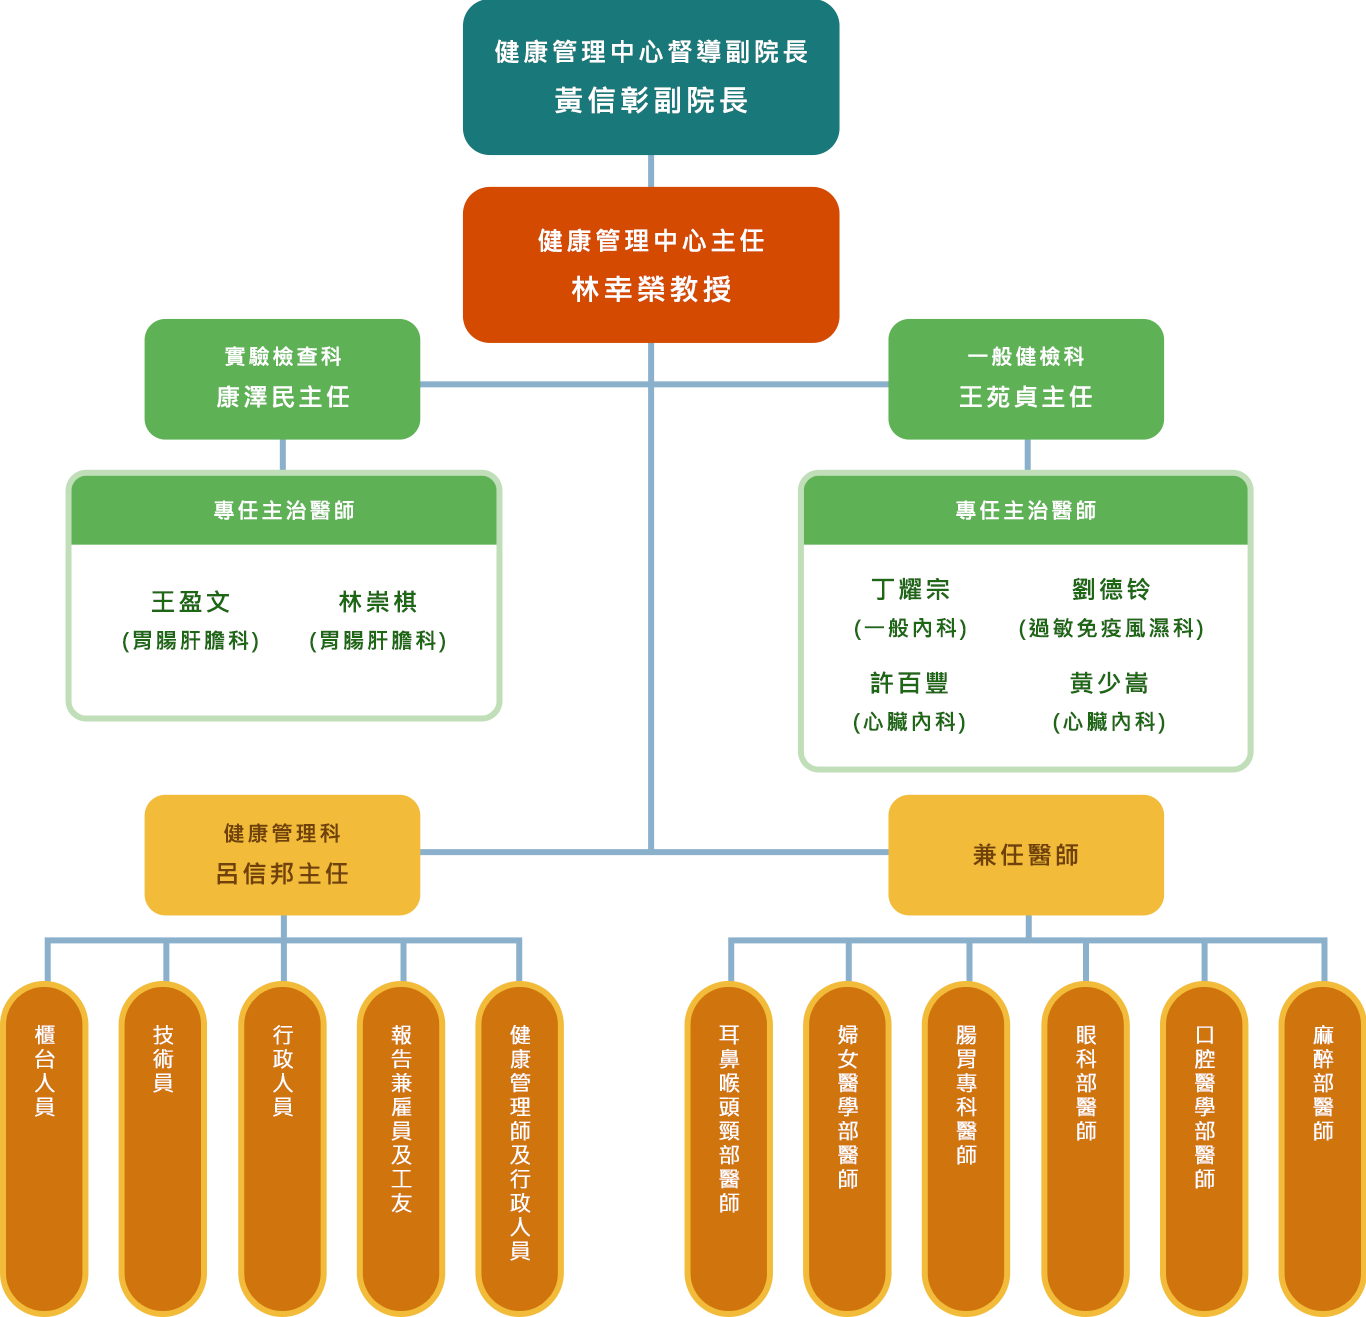 健康管理中心督導副院長
黃信彰副院長
健康管理中心主任
林幸榮教授
實驗檢查科
康澤民主任
一般健檢科
王苑貞主任
專任主治醫師
王盈文
(胃腸肝膽科)
林崇棋
(胃腸肝膽科)
專任主治醫師
丁耀宗
(一般內科)
劉德铃
(過敏免疫風濕科)
許百豐
(心臟內科)
黃少嵩
(心臟內科)
健康管理科
呂信邦主任
兼任醫師
櫃台人員
技術員
行政人員
報告兼雇員及工友
健康管理師及行政人員
耳鼻喉頭頸部醫師
婦女醫學部醫師
腸胃專科醫師
眼科部醫師
口腔醫學部醫師
麻醉部醫師